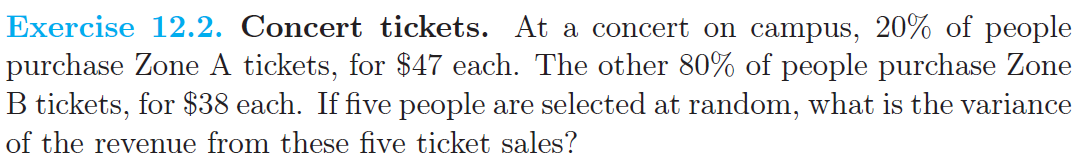 Exercise 12.2. Concert tickets. At a concert on campus, 20% of people
purchase Zone A tickets, for $47 each. The other 80% of people purchase Zone
B tickets, for $38 each. If five people are selected at random, what is the variance
of the revenue from these five ticket sales?